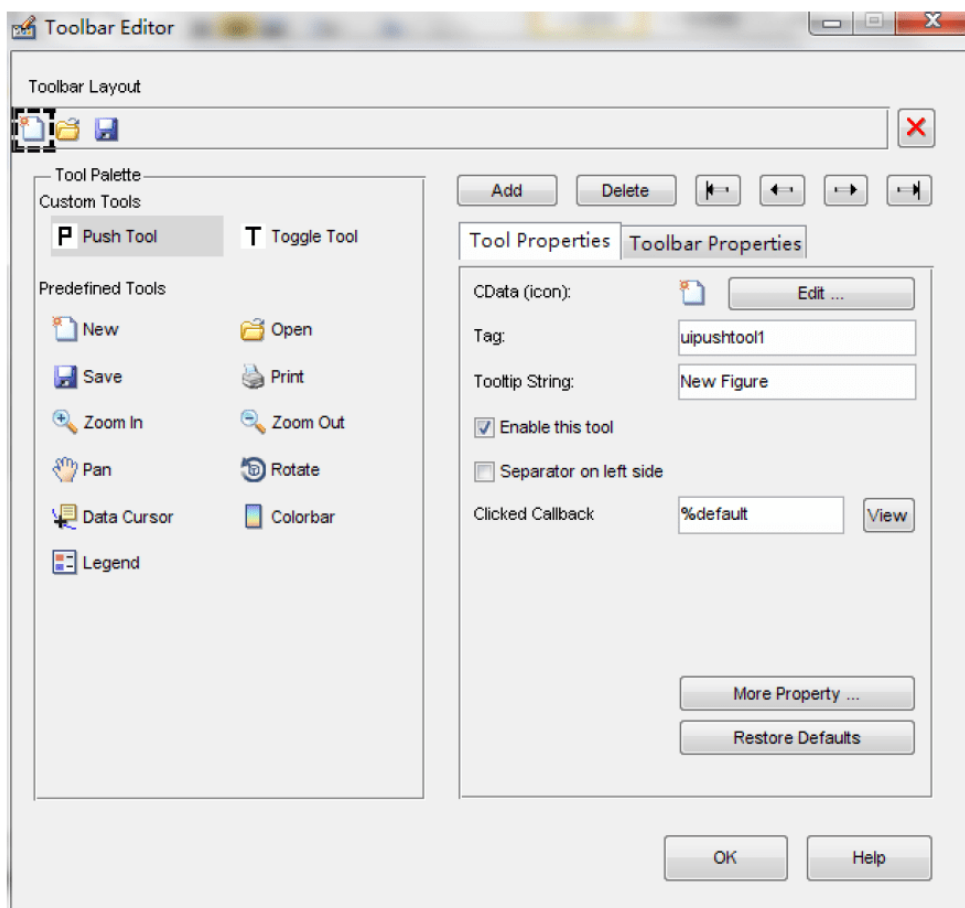 Toolbar Editor
Toolbar Layout
Tool Palette
Custom Tools
P Push Tool
T Toggle Tool
Predefined Tools
New
Open
Save
Print
Zoom In
Zoom Out
Pan
Rotate
Data Cursor
Colorbar
Legend
Add
Delete
Tool Properties
Toolbar Properties
CData (icon):
Edit ...
Tag:
uipushtool1
Tooltip String:
New Figure
Enable this tool
Separator on left side
Clicked Callback
%default
View
More Property ...
Restore Defaults
OK
Help